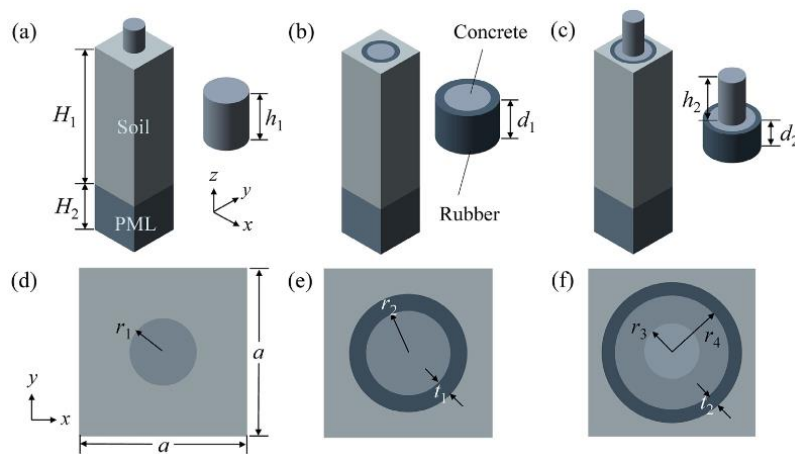 (a)
(b)
(c)
Concrete
H₁
Soil
h₁
d₁
h₂
d₂
Rubber
H₂
PML
z
y
x
(d)
(e)
(f)
r₁
a
r₂
t₁
r₃
r₄
t₂
y
x
a